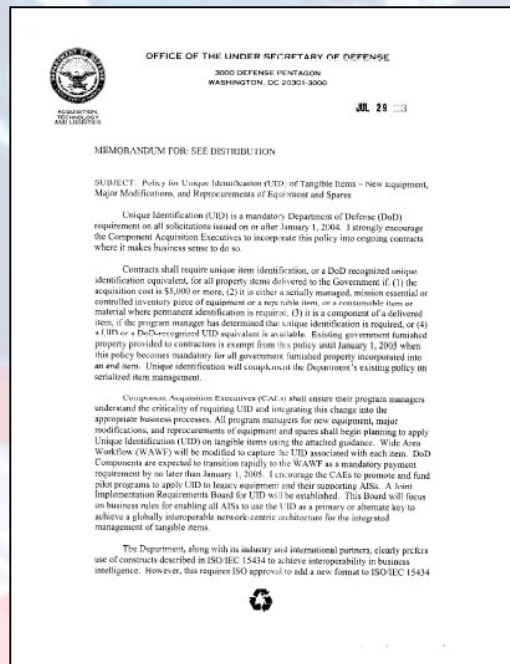 OFFICE OF THE UNDER SECRETARY OF DEFENSE
3000 DEFENSE PENTAGON
WASHINGTON, DC 20301-3000
ACQUISITION,
TECHNOLOGY
AND LOGISTICS
JUL 29
MEMORANDUM FOR: SEE DISTRIBUTION
SUBJECT: Policy for Unique Identification (UID) of Tangible Items – New Equipment,
Major Modifications, and Reprocurements of Equipment and Spares
Unique Identification (UID) is a mandatory Department of Defense (DoD)
requirement on all solicitations issued on or after January 1, 2004. I strongly encourage
the Component Acquisition Executives to incorporate this policy into ongoing contracts
where it makes business sense to do so.
Contracts shall require unique item identification, or a DoD recognized unique
identification equivalent, for all property items delivered to the Government if: (1) the
acquisition cost is $5,000 or more, (2) it is either a serially managed, mission essential or
controlled inventory piece of equipment or a reparable item, or a consumable item or
material where permanent identification is required, (3) it is a component of a delivered
item, if the program manager has determined that unique identification is required, or (4)
a UID or a DoD-recognized UID equivalent is available. Existing government furnished
property provided to contractors is exempt from this policy until January 1, 2005 when
this policy becomes mandatory for all government furnished property incorporated into
an end item. Unique identification will complement the Department's existing policy on
serialized item management.
Component Acquisition Executives (CAEs) shall ensure their program managers
understand the criticality of requiring UID and integrating this change into the
appropriate business processes. All program managers for new equipment, major
modifications, and reprocurements of equipment and spares shall begin planning to apply
Unique Identification (UID) on tangible items using the attached guidance. Wide Area
Workflow (WAWF) will be modified to capture the UID associated with each item. DoD
Components are expected to transition rapidly to the WAWF as a mandatory payment
requirement by no later than January 1, 2005. I encourage the CAEs to promote and fund
pilot programs to apply UID to legacy equipment and their supporting AISs. A Joint
Implementation Requirements Board for UID will be established. This Board will focus
on business rules for enabling all AISs to use the UID as a primary or alternate key to
achieve a globally interoperable network-centric architecture for the integrated
management of tangible items.
The Department, along with its industry and international partners, clearly prefers
use of constructs described in ISO/IEC 15434 to achieve interoperability in business
intelligence. However, this requires ISO approval to add a new format to ISO/IEC 15434